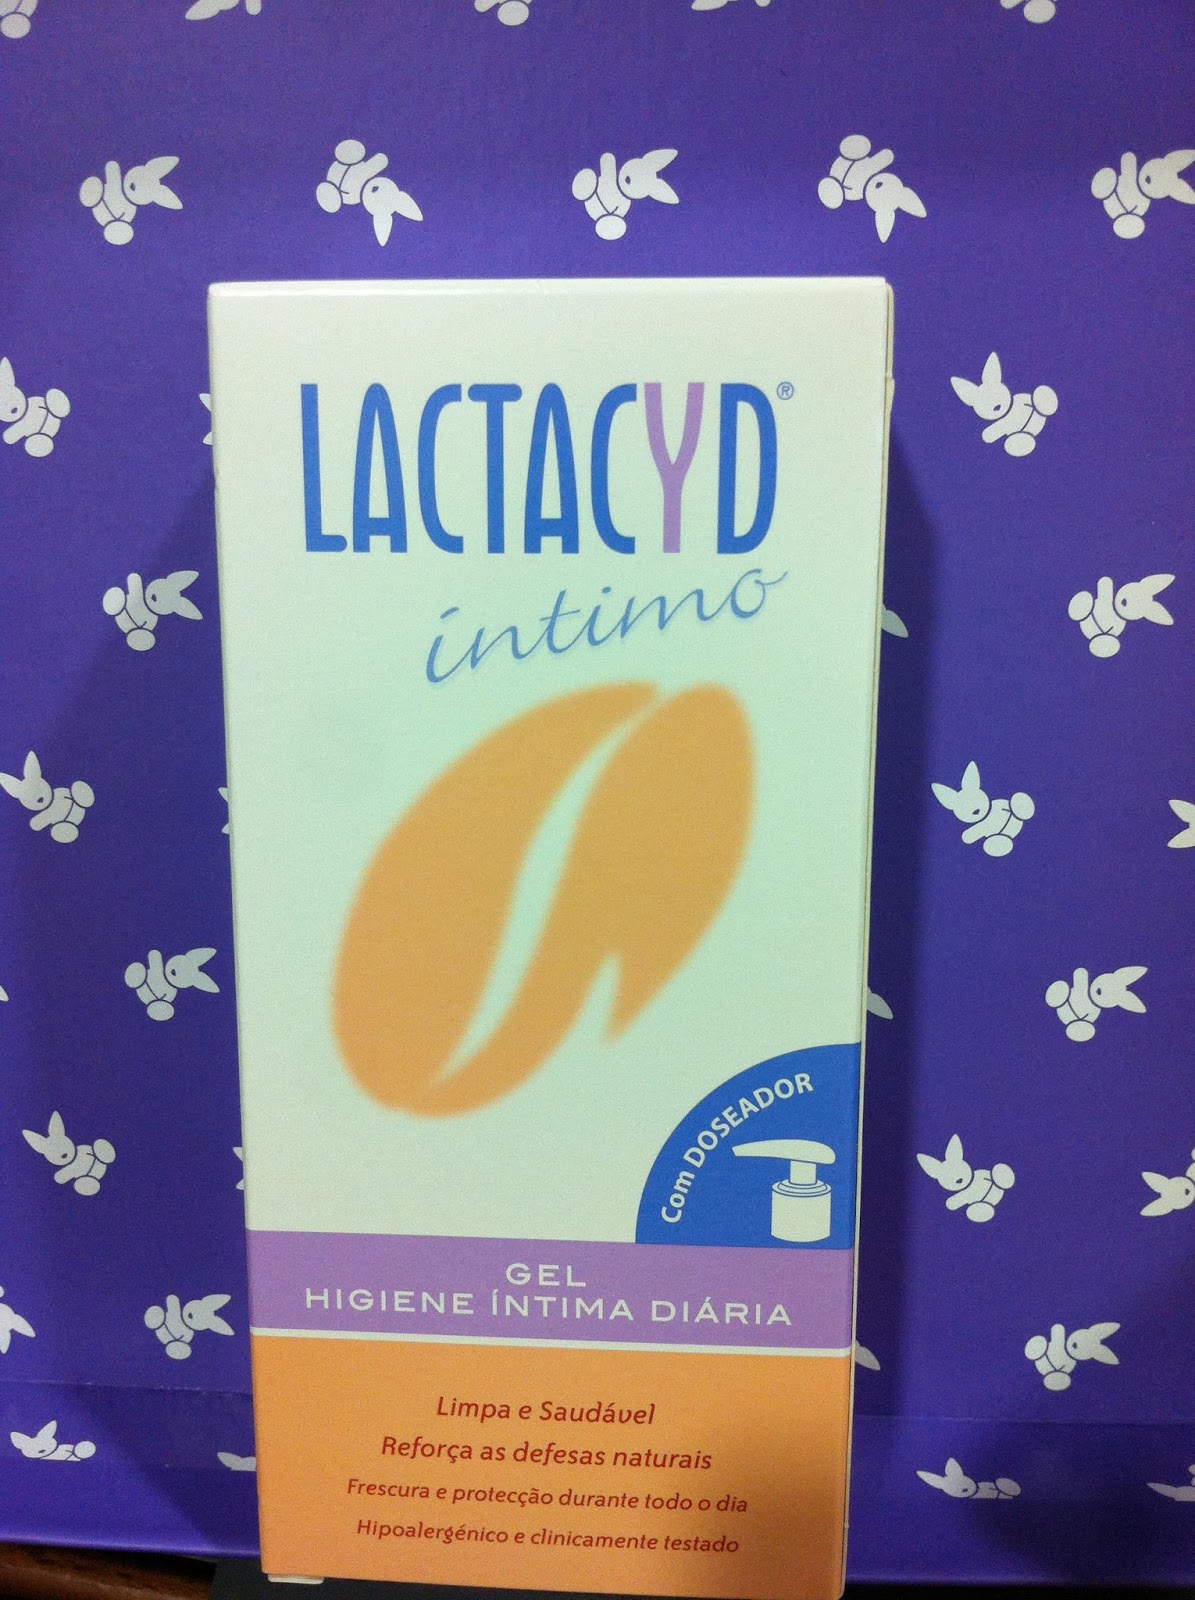 LACTACYD®
íntimo
Com DOSEADOR
GEL
HIGIENE ÍNTIMA DIÁRIA
Limpa e Saudável
Reforça as defesas naturais
Frescura e protecção durante todo o dia
Hipoalergénico e clinicamente testado